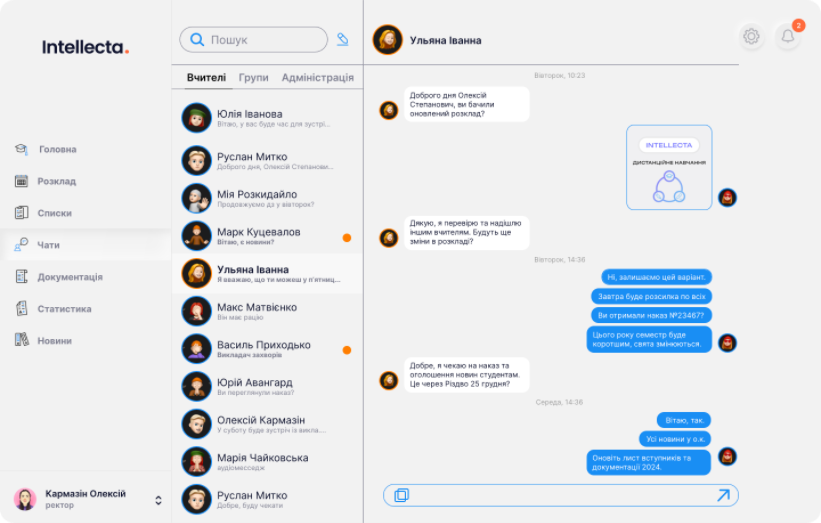 Intellecta.
Головна
Розклад
Списки
Чати
Документація
Статистика
Новини
Кармазін Олексій
ректор
Пошук
Вчителі Групи Адміністрація
Юлія Іванова
Вітаю, у вас буде час для зустрі...
Руслан Митко
Доброго дня, Олексій Степанови...
Мія Розкидайло
Продовжуємо дз у вівторок?
Марк Куцевалов
Вітаю, є новини?
Ульяна Іванна
Я вважаю, що ти можеш у п'ятниц...
Макс Матвієнко
Він має рацію
Василь Приходько
Викладач захворів
Юрій Авангард
Ви переглянули наказ?
Олексій Кармазін
У суботу буде зустріч із викла....
Марія Чайковська
аудіомессадж
Руслан Митко
Добре, буду чекати
Ульяна Іванна
2
Вівторок, 10:23
Доброго дня Олексій
Степанович, ви бачили
оновлений розклад?
INTELLECTA
ДИСТАНЦІЙНЕ НАВЧАННЯ
Дякую, я перевірю та надішлю
іншим вчителям. Будуть ще
зміни в розкладі?
Вівторок, 14:36
Ні, залишаємо цей варіант.
Завтра буде розсилка по всіх
Ви отримали наказ №23467?
Цього року семестр буде
коротшим, свята змінюються.
Добре, я чекаю на наказ та
оголошення новин студентам.
Це через Різдво 25 грудня?
Середа, 14:36
Вітаю, так.
Усі новини у о.к.
Оновіть лист вступників та
документації 2024.